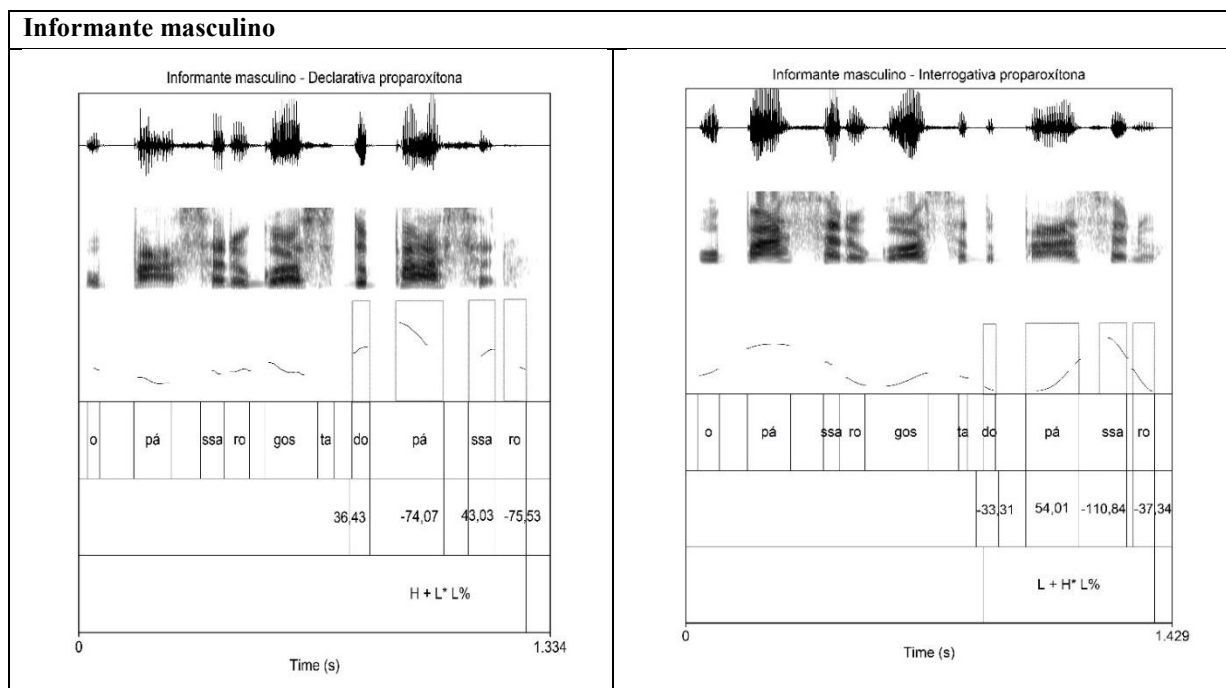 Informante masculino
Informante masculino - Declarativa proparoxítona
o pá ssa ro gos ta do pá ssa ro
36,43 -74,07 43,03 -75,53
H + L* L%
0 1.334
Time (s)
Informante masculino - Interrogativa proparoxítona
o pá ssa ro gos ta do pá ssa ro
-33,31 54,01 -110,84 -37,34
L + H* L%
0 1.429
Time (s)